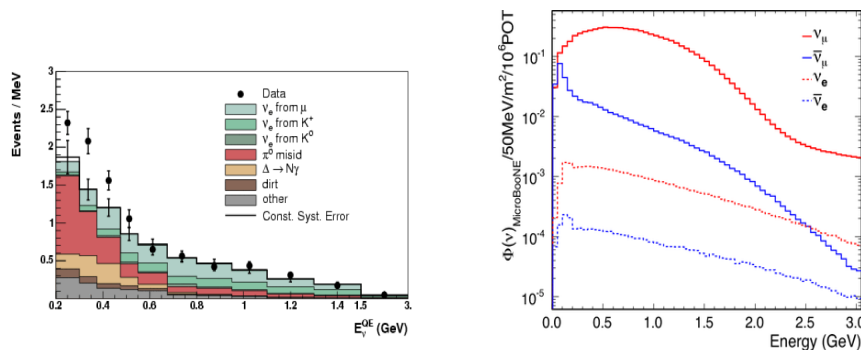 Events / MeV
3
2.5
2
1.5
1
0.5
0.2
0.4
0.6
0.8
1
1.2
1.4
1.5
3.
E_ν^QE (GeV)
Data
ν_e from μ
ν_e from K⁺
ν_e from K⁰
π⁰ misid
Δ → Nγ
dirt
other
Const. Syst. Error
Φ(ν)_MicroBooNE/50MeV/m²/10⁶POT
10⁻¹
10⁻²
10⁻³
10⁻⁴
10⁻⁵
0.0
0.5
1.0
1.5
2.0
2.5
3.0
Energy (GeV)
ν_μ
ν̄_μ
ν_e
ν̄_e